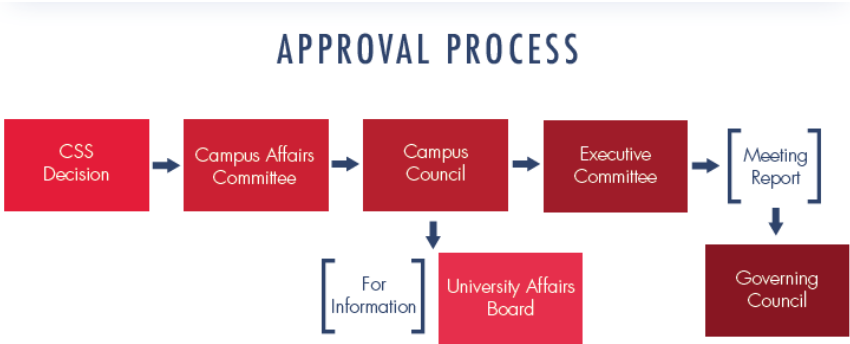 APPROVAL PROCESS
CSS
Decision
Campus Affairs
Committee
Campus
Council
Executive
Committee
Meeting
Report
For
Information
University Affairs
Board
Governing
Council